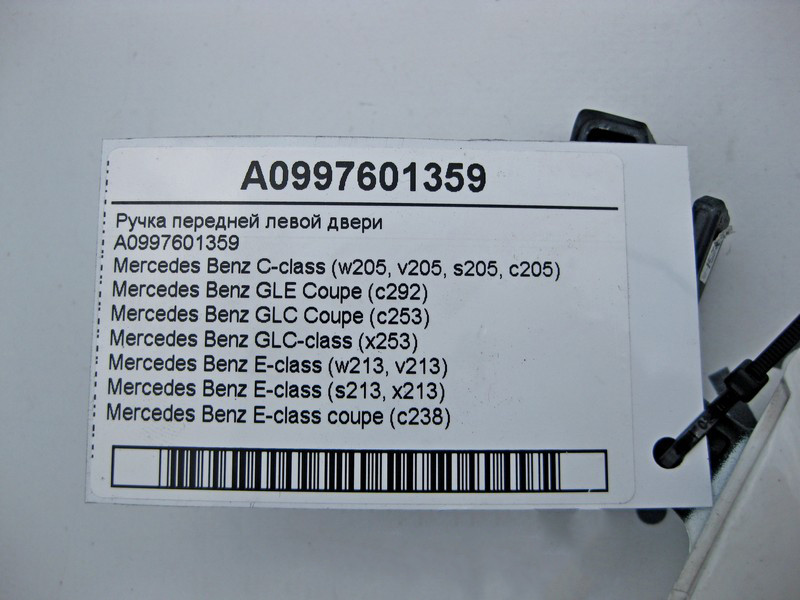 A0997601359
Ручка передней левой двери
A0997601359
Mercedes Benz C-class (w205, v205, s205, c205)
Mercedes Benz GLE Coupe (c292)
Mercedes Benz GLC Coupe (c253)
Mercedes Benz GLC-class (x253)
Mercedes Benz E-class (w213, v213)
Mercedes Benz E-class (s213, x213)
Mercedes Benz E-class coupe (c238)